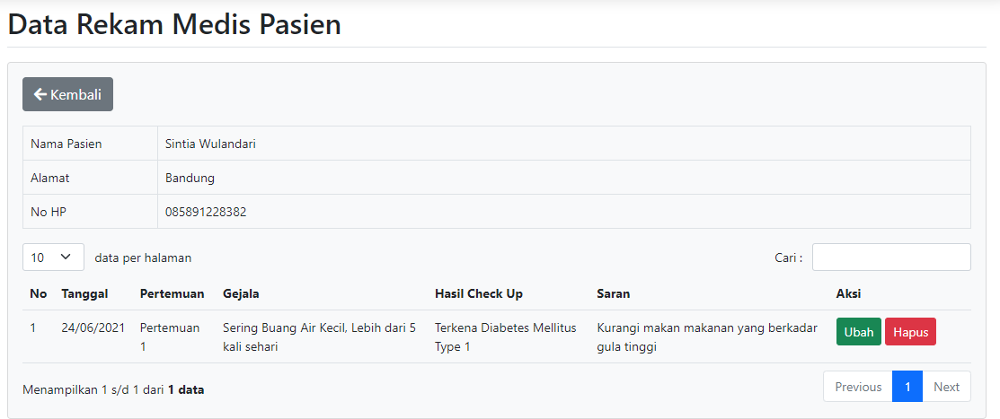 Data Rekam Medis Pasien
Kembali
Nama Pasien Sintia Wulandari
Alamat Bandung
No HP 085891228382
10 data per halaman Cari :
No Tanggal Pertemuan Gejala Hasil Check Up Saran Aksi
1 24/06/2021 Pertemuan Sering Buang Air Kecil, Lebih dari 5 Terkena Diabetes Mellitus Kurangi makan makanan yang berkadar Ubah Hapus
1 kali sehari Type 1 gula tinggi
Menampilkan 1 s/d 1 dari 1 data Previous 1 Next